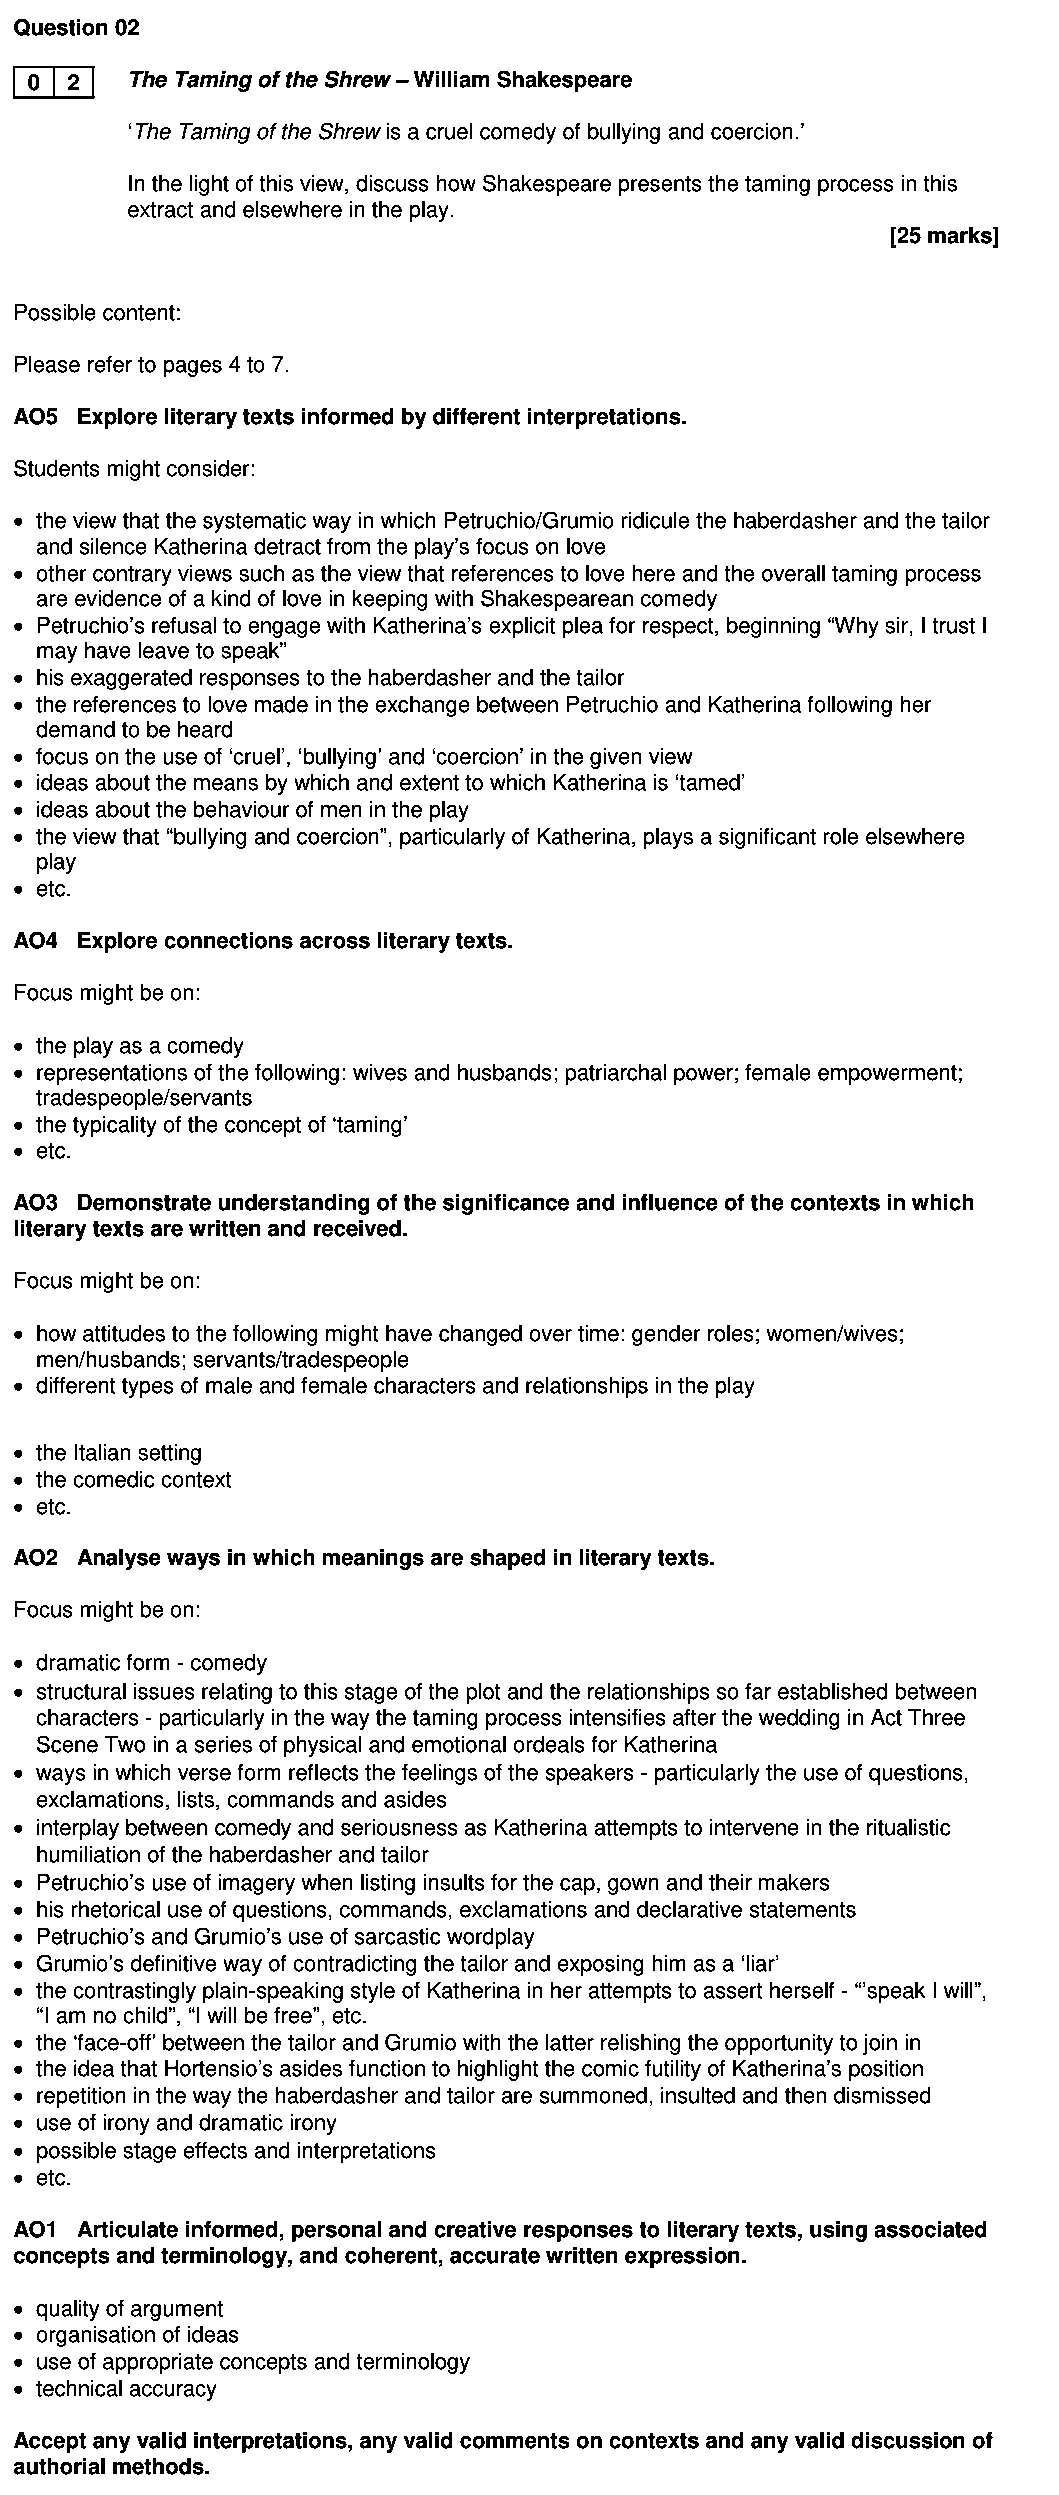 Question 02
0 2 The Taming of the Shrew – William Shakespeare
‘The Taming of the Shrew is a cruel comedy of bullying and coercion.’
In the light of this view, discuss how Shakespeare presents the taming process in this
extract and elsewhere in the play.
[25 marks]
Possible content:
Please refer to pages 4 to 7.
AO5 Explore literary texts informed by different interpretations.
Students might consider:
• the view that the systematic way in which Petruchio/Grumio ridicule the haberdasher and the tailor
and silence Katherina detract from the play’s focus on love
• other contrary views such as the view that references to love here and the overall taming process
are evidence of a kind of love in keeping with Shakespearean comedy
• Petruchio’s refusal to engage with Katherina’s explicit plea for respect, beginning “Why sir, I trust I
may have leave to speak”
• his exaggerated responses to the haberdasher and the tailor
• the references to love made in the exchange between Petruchio and Katherina following her
demand to be heard
• focus on the use of ‘cruel’, ‘bullying’ and ‘coercion’ in the given view
• ideas about the means by which and extent to which Katherina is ‘tamed’
• ideas about the behaviour of men in the play
• the view that “bullying and coercion”, particularly of Katherina, plays a significant role elsewhere
play
• etc.
AO4 Explore connections across literary texts.
Focus might be on:
• the play as a comedy
• representations of the following: wives and husbands; patriarchal power; female empowerment;
tradespeople/servants
• the typicality of the concept of ‘taming’
• etc.
AO3 Demonstrate understanding of the significance and influence of the contexts in which
literary texts are written and received.
Focus might be on:
• how attitudes to the following might have changed over time: gender roles; women/wives;
men/husbands; servants/tradespeople
• different types of male and female characters and relationships in the play
• the Italian setting
• the comedic context
• etc.
AO2 Analyse ways in which meanings are shaped in literary texts.
Focus might be on:
• dramatic form - comedy
• structural issues relating to this stage of the plot and the relationships so far established between
characters - particularly in the way the taming process intensifies after the wedding in Act Three
Scene Two in a series of physical and emotional ordeals for Katherina
• ways in which verse form reflects the feelings of the speakers - particularly the use of questions,
exclamations, lists, commands and asides
• interplay between comedy and seriousness as Katherina attempts to intervene in the ritualistic
humiliation of the haberdasher and tailor
• Petruchio’s use of imagery when listing insults for the cap, gown and their makers
• his rhetorical use of questions, commands, exclamations and declarative statements
• Petruchio’s and Grumio’s use of sarcastic wordplay
• Grumio’s definitive way of contradicting the tailor and exposing him as a ‘liar’
• the contrastingly plain-speaking style of Katherina in her attempts to assert herself - “’speak I will”,
“I am no child”, “I will be free”, etc.
• the ‘face-off’ between the tailor and Grumio with the latter relishing the opportunity to join in
• the idea that Hortensio’s asides function to highlight the comic futility of Katherina’s position
• repetition in the way the haberdasher and tailor are summoned, insulted and then dismissed
• use of irony and dramatic irony
• possible stage effects and interpretations
• etc.
AO1 Articulate informed, personal and creative responses to literary texts, using associated
concepts and terminology, and coherent, accurate written expression.
• quality of argument
• organisation of ideas
• use of appropriate concepts and terminology
• technical accuracy
Accept any valid interpretations, any valid comments on contexts and any valid discussion of
authorial methods.